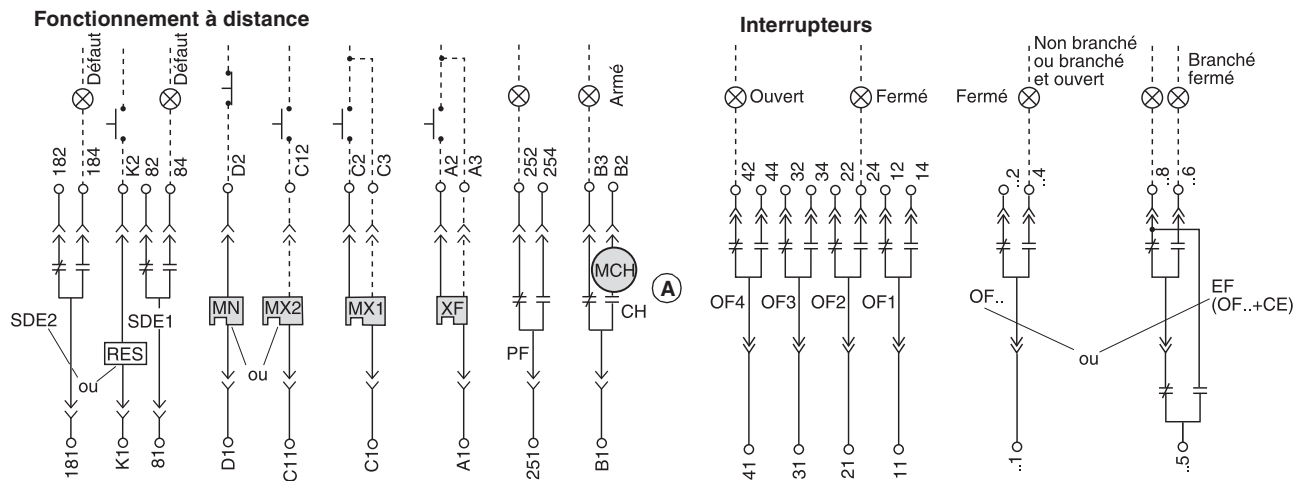 Fonctionnement à distance
Interrupteurs
Défaut
Défaut
Armé
Ouvert
Fermé
Fermé
Non branché
ou branché
et ouvert
Branché
fermé
182
184
K2
82
84
D2
C12
C2
C3
A2
A3
252
254
B3
B2
42
44
32
34
22
24
12
14
..2
..4
..8
..6
MCH
A
MN
MX2
MX1
XF
CH
OF4
OF3
OF2
OF1
OF..
EF
(OF..+CE)
SDE2
SDE1
RES
PF
ou
ou
ou
181
K1
81
D1
C11
C1
A1
251
B1
41
31
21
11
..1
..5